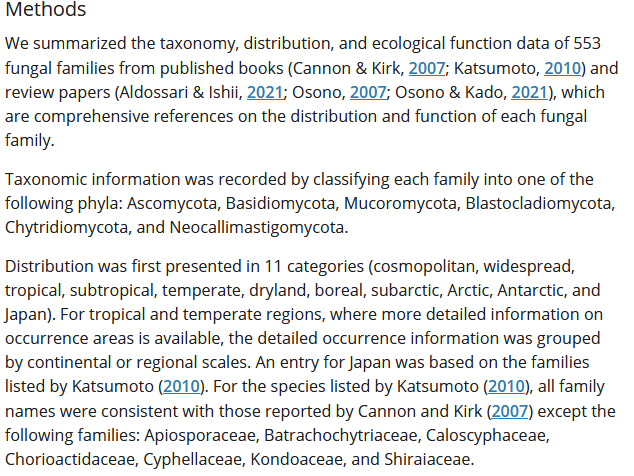 Methods
We summarized the taxonomy, distribution, and ecological function data of 553
fungal families from published books (Cannon & Kirk, 2007; Katsumoto, 2010) and
review papers (Aldossari & Ishii, 2021; Osono, 2007; Osono & Kado, 2021), which
are comprehensive references on the distribution and function of each fungal
family.
Taxonomic information was recorded by classifying each family into one of the
following phyla: Ascomycota, Basidiomycota, Mucoromycota, Blastocladiomycota,
Chytridiomycota, and Neocallimastigomycota.
Distribution was first presented in 11 categories (cosmopolitan, widespread,
tropical, subtropical, temperate, dryland, boreal, subarctic, Arctic, Antarctic, and
Japan). For tropical and temperate regions, where more detailed information on
occurrence areas is available, the detailed occurrence information was grouped
by continental or regional scales. An entry for Japan was based on the families
listed by Katsumoto (2010). For the species listed by Katsumoto (2010), all family
names were consistent with those reported by Cannon and Kirk (2007) except the
following families: Apiosporaceae, Batrachochytriaceae, Caloscyphaceae,
Chorioactidaceae, Cyphellaceae, Kondoaceae, and Shiraiaceae.